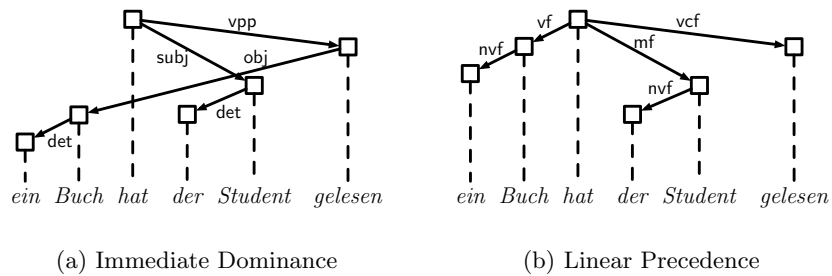 vpp
subj
obj
det
det
ein Buch hat der Student gelesen
(a) Immediate Dominance
vf
vcf
nvf
mf
nvf
ein Buch hat der Student gelesen
(b) Linear Precedence